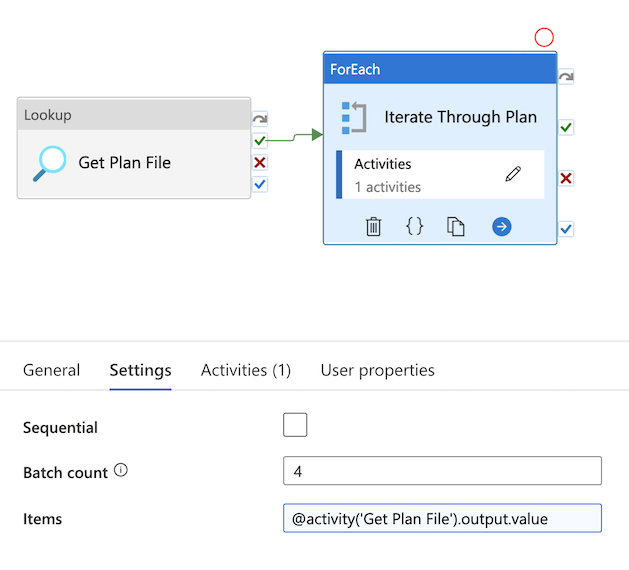 Lookup
Get Plan File
ForEach
Iterate Through Plan
Activities
1 activities
{}
General Settings Activities (1) User properties
Sequential
Batch count
4
Items
@activity('Get Plan File').output.value